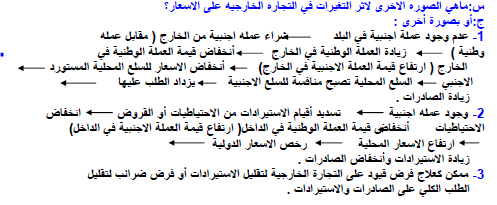 س:ماهي الصوره الاخرى لاثر التغيرات في التجاره الخارجيه على الاسعار؟
ج:أو بصورة أخرى :
1- عدم وجود عملة اجنبية في البلد ← شراء عمله اجنبية من الخارج ( مقابل عمله
وطنية ) ← زيادة العملة الوطنية في الخارج ← أنخفاض قيمة العملة الوطنية في
الخارج ( ارتفاع قيمة العملة الاجنبية في الخارج) ← أنخفاض الاسعار للسلع المحلية المستورد ←
الاجنبي ← السلع المحلية تصبح منافسة للسلع الاجنبية ← يزداد الطلب عليها ←
زيادة الصادرات .
2- وجود عمله اجنبية ← تسديد أقيام الاستيرادات من الاحتياطيات أو القروض ← انخفاض
الاحتياطيات ← أنخفاض قيمة العملة الوطنية في الداخل( ارتفاع قيمة العملة الاجنبية في الداخل)
← ارتفاع الاسعار المحلية ← رخص الاسعار الدولية ←
زيادة الاستيرادات وأنخفاض الصادرات .
3- ممكن كعلاج فرض قيود على التجارة الخارجية لتقليل الاستيرادات أو فرض ضرائب لتقليل
الطلب الكلي على الصادرات والاستيرادات .